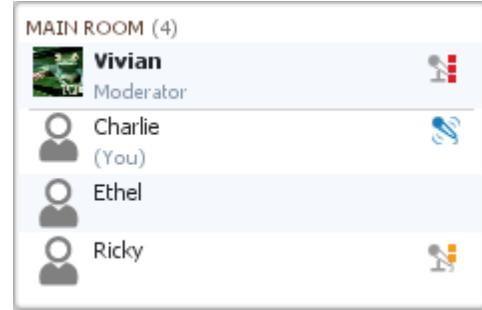 MAIN ROOM (4)
Vivian
Moderator
Charlie
(You)
Ethel
Ricky